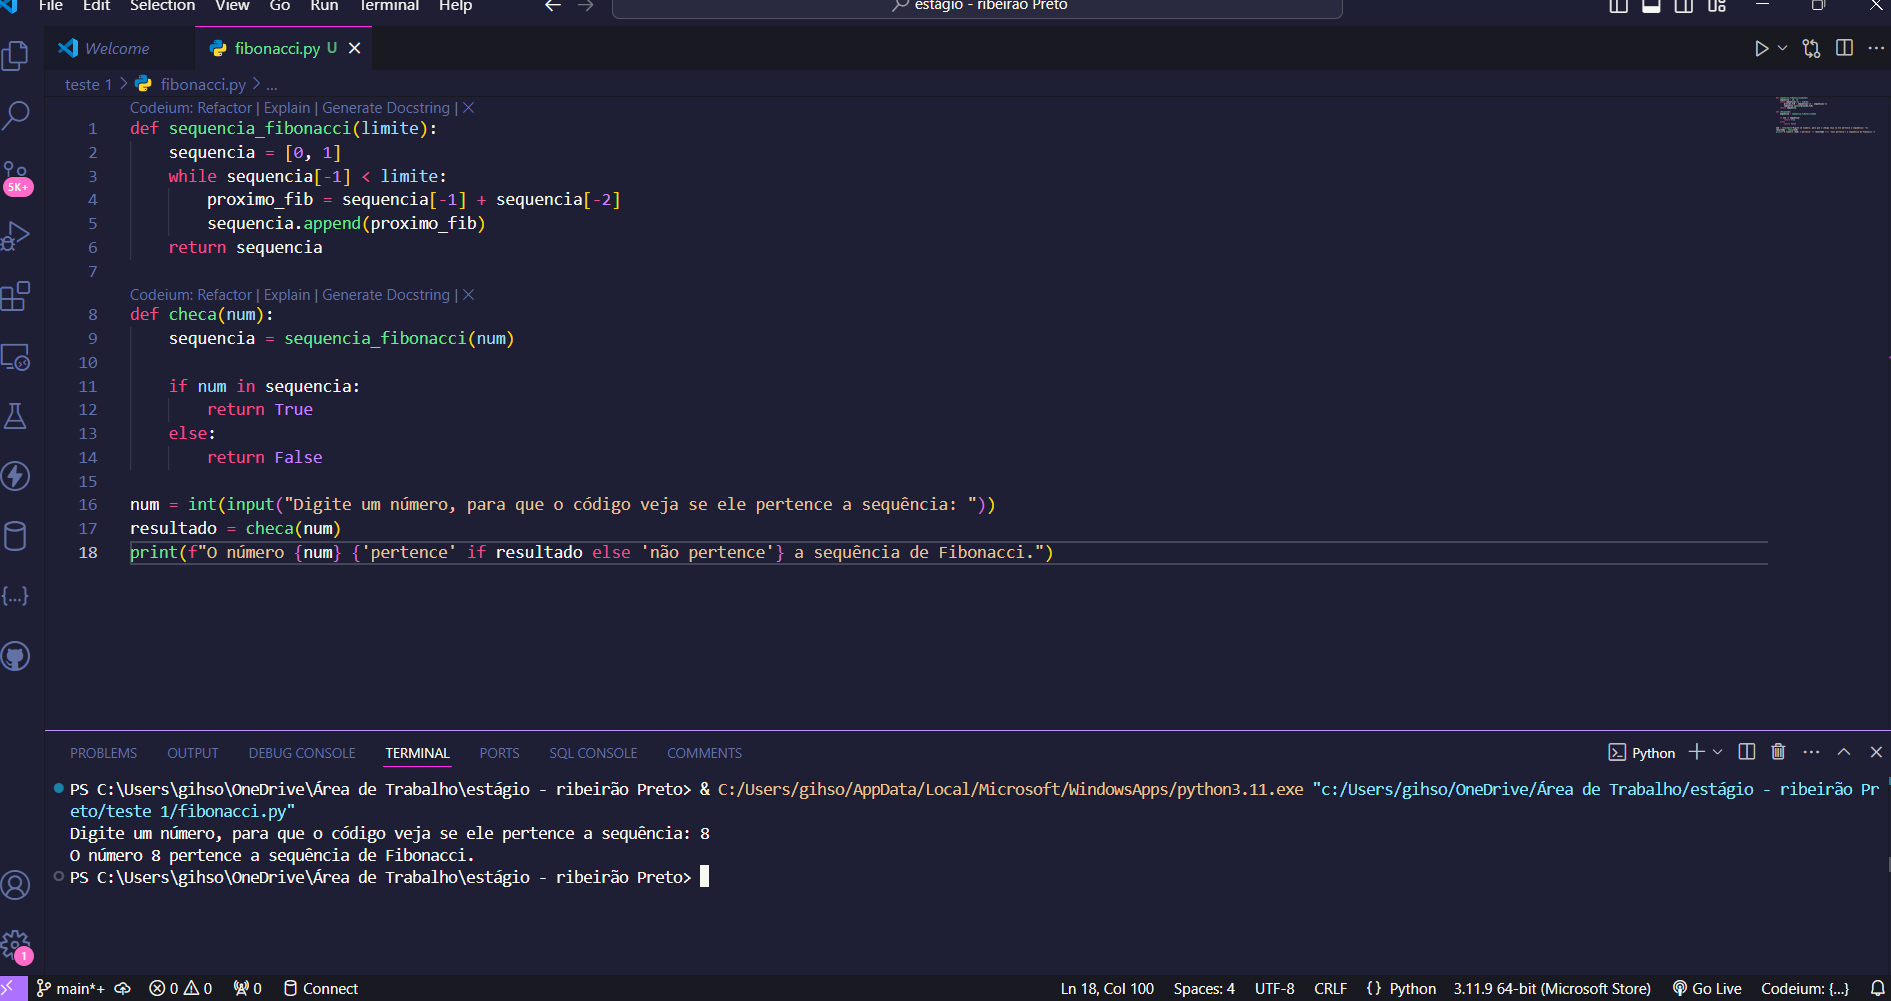 File Edit Selection View Go Run Terminal Help estágio - ribeirão Preto
Welcome fibonacci.py U
teste 1 > fibonacci.py > ...
Codeium: Refactor | Explain | Generate Docstring | ×
1 def sequencia_fibonacci(limite):
2 sequencia = [0, 1]
3 while sequencia[-1] < limite:
4 proximo_fib = sequencia[-1] + sequencia[-2]
5 sequencia.append(proximo_fib)
6 return sequencia
7
Codeium: Refactor | Explain | Generate Docstring | ×
8 def checa(num):
9 sequencia = sequencia_fibonacci(num)
10
11 if num in sequencia:
12 return True
13 else:
14 return False
15
16 num = int(input("Digite um número, para que o código veja se ele pertence a sequência: "))
17 resultado = checa(num)
18 print(f"O número {num} {'pertence' if resultado else 'não pertence'} a sequência de Fibonacci.")
5K+
PROBLEMS OUTPUT DEBUG CONSOLE TERMINAL PORTS SQL CONSOLE COMMENTS Python
PS C:\Users\gihso\OneDrive\Área de Trabalho\estágio - ribeirão Preto> & C:/Users/gihso/AppData/Local/Microsoft/WindowsApps/python3.11.exe "c:/Users/gihso/OneDrive/Área de Trabalho/estágio - ribeirão Pr
eto/teste 1/fibonacci.py"
Digite um número, para que o código veja se ele pertence a sequência: 8
O número 8 pertence a sequência de Fibonacci.
PS C:\Users\gihso\OneDrive\Área de Trabalho\estágio - ribeirão Preto>
1
main*+ 0 0 0 Connect Ln 18, Col 100 Spaces: 4 UTF-8 CRLF {} Python 3.11.9 64-bit (Microsoft Store) Go Live Codeium: {...}